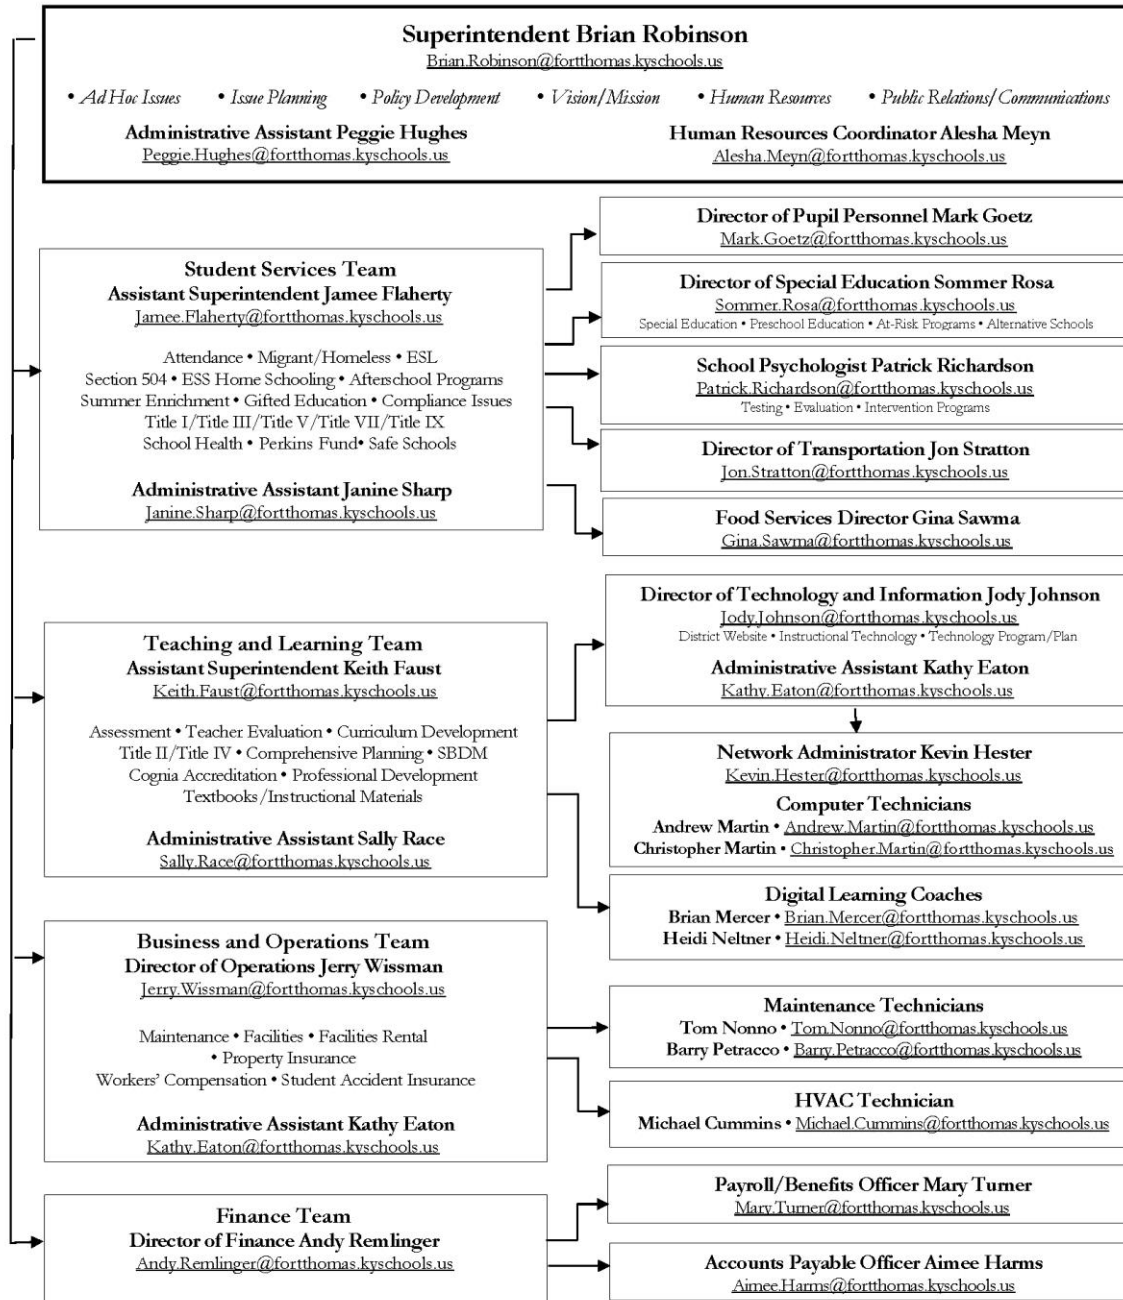 Superintendent Brian Robinson
Brian.Robinson@fortthomas.kyschools.us
• Ad Hoc Issues • Issue Planning • Policy Development • Vision/Mission • Human Resources • Public Relations/Communications
Administrative Assistant Peggie Hughes
Peggie.Hughes@fortthomas.kyschools.us
Human Resources Coordinator Alesha Meyn
Alesha.Meyn@fortthomas.kyschools.us
Student Services Team
Assistant Superintendent Jamee Flaherty
Jamee.Flaherty@fortthomas.kyschools.us
Attendance • Migrant/Homeless • ESL
Section 504 • ESS Home Schooling • Afterschool Programs
Summer Enrichment • Gifted Education • Compliance Issues
Title I/Title III/Title V/Title VII/Title IX
School Health • Perkins Fund• Safe Schools
Administrative Assistant Janine Sharp
Janine.Sharp@fortthomas.kyschools.us
Director of Pupil Personnel Mark Goetz
Mark.Goetz@fortthomas.kyschools.us
Director of Special Education Sommer Rosa
Sommer.Rosa@fortthomas.kyschools.us
Special Education • Preschool Education • At-Risk Programs • Alternative Schools
School Psychologist Patrick Richardson
Patrick.Richardson@fortthomas.kyschools.us
Testing • Evaluation • Intervention Programs
Director of Transportation Jon Stratton
Jon.Stratton@fortthomas.kyschools.us
Food Services Director Gina Sawma
Gina.Sawma@fortthomas.kyschools.us
Teaching and Learning Team
Assistant Superintendent Keith Faust
Keith.Faust@fortthomas.kyschools.us
Assessment • Teacher Evaluation • Curriculum Development
Title II/Title IV • Comprehensive Planning • SBDM
Cognia Accreditation • Professional Development
Textbooks/Instructional Materials
Administrative Assistant Sally Race
Sally.Race@fortthomas.kyschools.us
Director of Technology and Information Jody Johnson
Jody.Johnson@fortthomas.kyschools.us
District Website • Instructional Technology • Technology Program/Plan
Administrative Assistant Kathy Eaton
Kathy.Eaton@fortthomas.kyschools.us
Network Administrator Kevin Hester
Kevin.Hester@fortthomas.kyschools.us
Computer Technicians
Andrew Martin • Andrew.Martin@fortthomas.kyschools.us
Christopher Martin • Christopher.Martin@fortthomas.kyschools.us
Digital Learning Coaches
Brian Mercer • Brian.Mercer@fortthomas.kyschools.us
Heidi Neltner • Heidi.Neltner@fortthomas.kyschools.us
Business and Operations Team
Director of Operations Jerry Wissman
Jerry.Wissman@fortthomas.kyschools.us
Maintenance • Facilities • Facilities Rental
• Property Insurance
Workers' Compensation • Student Accident Insurance
Administrative Assistant Kathy Eaton
Kathy.Eaton@fortthomas.kyschools.us
Maintenance Technicians
Tom Nonno • Tom.Nonno@fortthomas.kyschools.us
Barry Petracco • Barry.Petracco@fortthomas.kyschools.us
HVAC Technician
Michael Cummins • Michael.Cummins@fortthomas.kyschools.us
Finance Team
Director of Finance Andy Remlinger
Andy.Remlinger@fortthomas.kyschools.us
Payroll/Benefits Officer Mary Turner
Mary.Turner@fortthomas.kyschools.us
Accounts Payable Officer Aimee Harms
Aimee.Harms@fortthomas.kyschools.us